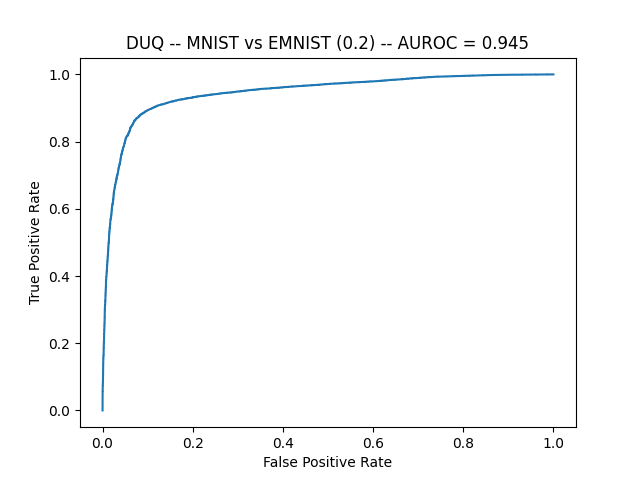 DUQ -- MNIST vs EMNIST (0.2) -- AUROC = 0.945
1.0
0.8
0.6
0.4
0.2
0.0
True Positive Rate
0.0 0.2 0.4 0.6 0.8 1.0
False Positive Rate